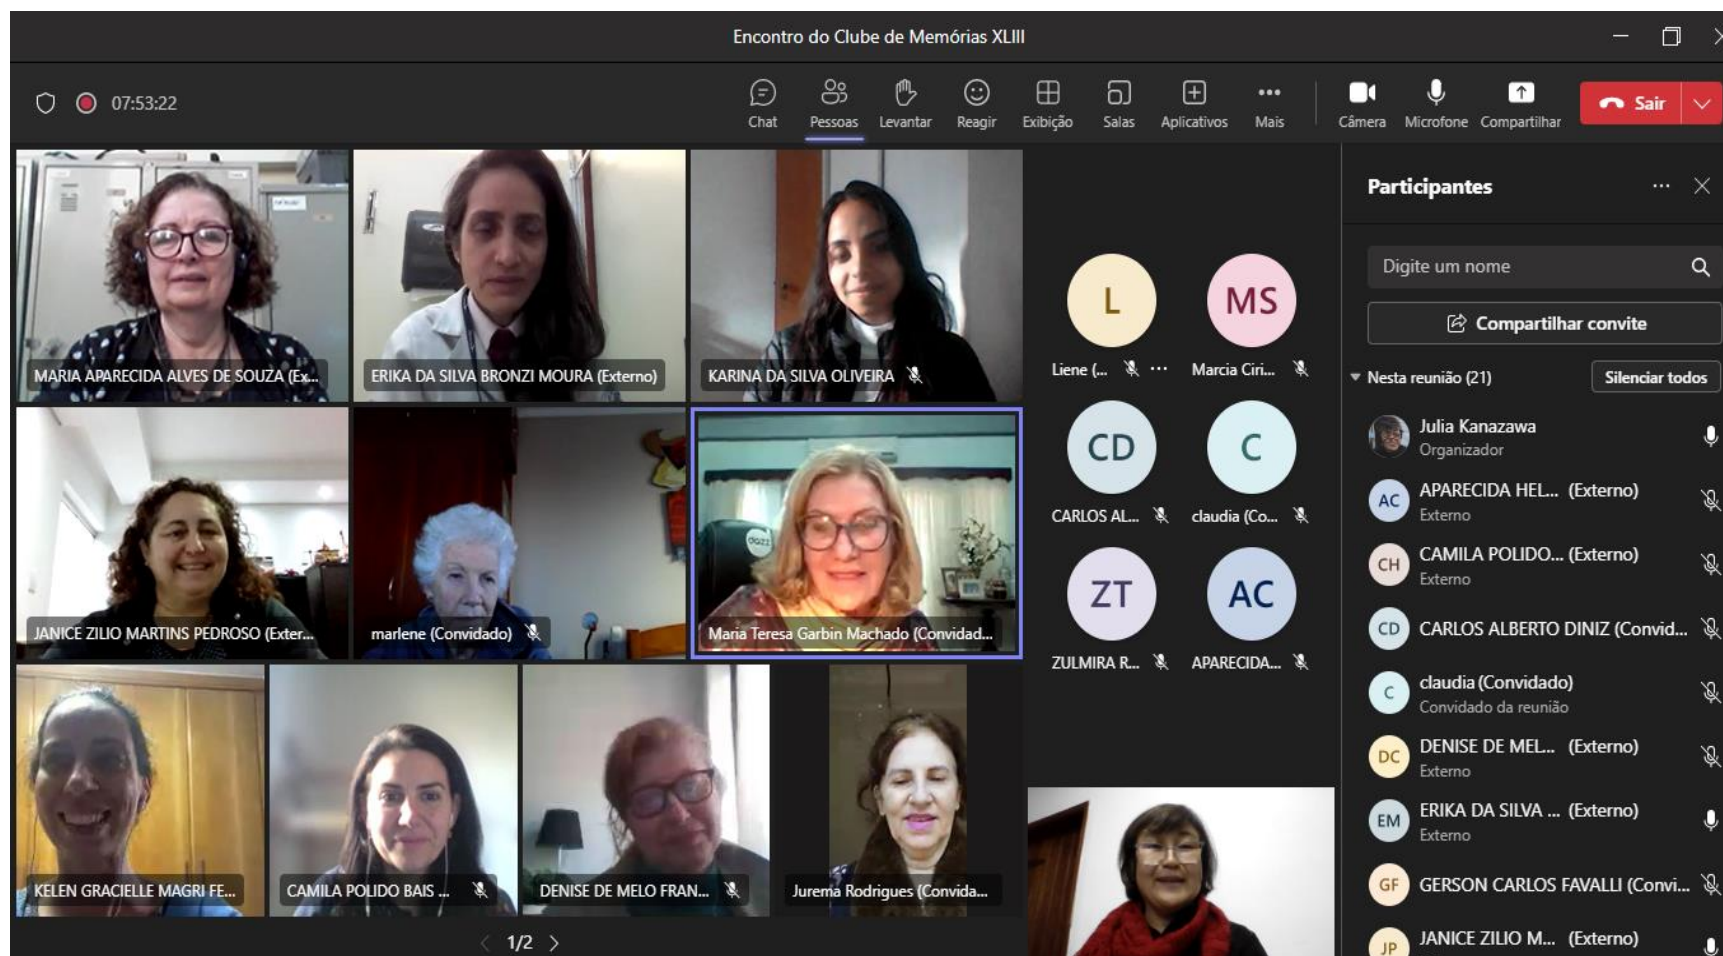 Encontro do Clube de Memórias XLIII
07:53:22
Chat
Pessoas
Levantar
Reagir
Exibição
Salas
Aplicativos
Mais
Câmera
Microfone
Compartilhar
Sair
MARIA APARECIDA ALVES DE SOUZA (Ex...
ERIKA DA SILVA BRONZI MOURA (Externo)
KARINA DA SILVA OLIVEIRA
JANICE ZILIO MARTINS PEDROSO (Exter...
marlene (Convidado)
dazz
Maria Teresa Garbin Machado (Convidad...
KELEN GRACIELLE MAGRI FE...
CAMILA POLIDO BAIS ...
DENISE DE MELO FRAN...
Jurema Rodrigues (Convida...
1/2
L
Liene (...
MS
Marcia Ciri...
CD
CARLOS AL...
C
claudia (Co...
ZT
ZULMIRA R...
AC
APARECIDA...
Participantes
Digite um nome
Compartilhar convite
Nesta reunião (21)
Silenciar todos
Julia Kanazawa
Organizador
AC
APARECIDA HEL... (Externo)
Externo
CH
CAMILA POLIDO... (Externo)
Externo
CD
CARLOS ALBERTO DINIZ (Convid...
C
claudia (Convidado)
Convidado da reunião
DC
DENISE DE MEL... (Externo)
Externo
EM
ERIKA DA SILVA ... (Externo)
Externo
GF
GERSON CARLOS FAVALLI (Convi...
JP
JANICE ZILIO M... (Externo)